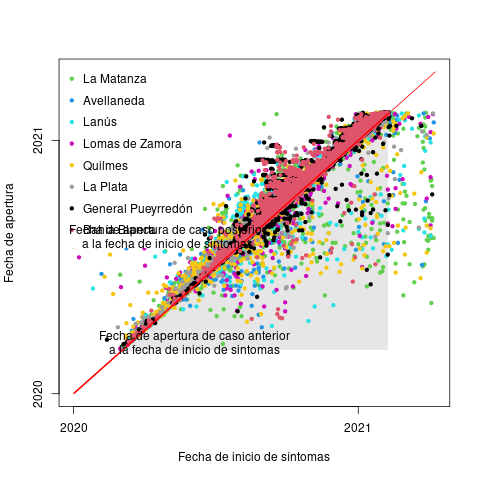 La Matanza
Avellaneda
Lanús
Lomas de Zamora
Quilmes
La Plata
General Pueyrredón
Bahía Blanca
Fecha de apertura de caso posterior
a la fecha de inicio de síntomas
Fecha de apertura de caso anterior
a la fecha de inicio de síntomas
2021
2020
Fecha de apertura
2020
2021
Fecha de inicio de síntomas